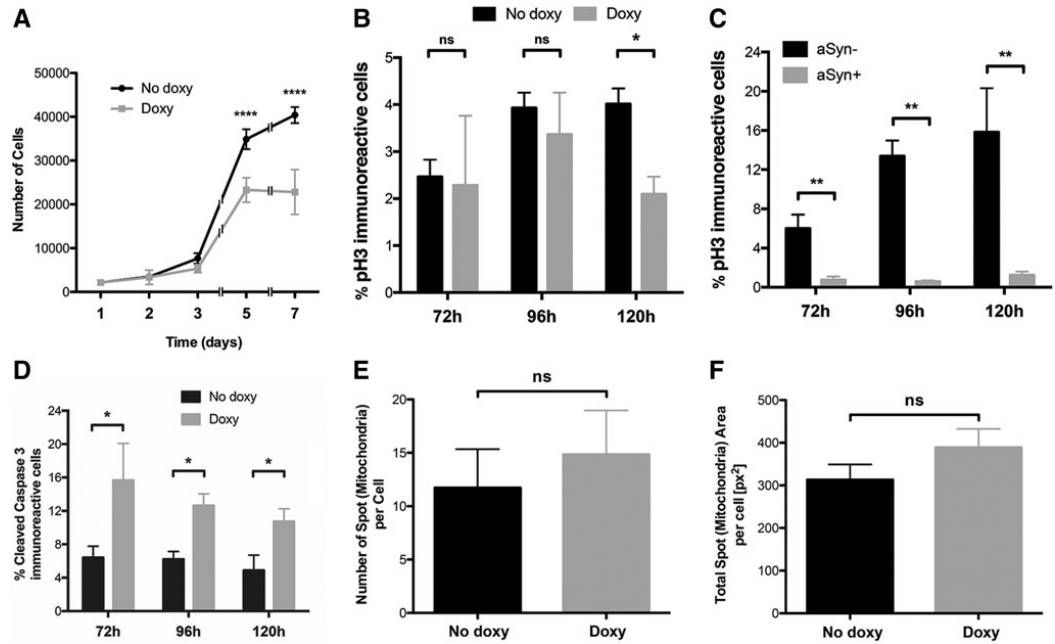 A
Number of Cells
50000
40000
30000
20000
10000
0
No doxy
Doxy
****
****
1 2 3 5 7
Time (days)
B
No doxy
Doxy
% pH3 immunoreactive cells
5
4
3
2
1
0
ns
ns
*
72h 96h 120h
C
% pH3 immunoreactive cells
24
20
16
12
8
4
0
aSyn-
aSyn+
**
**
**
72h 96h 120h
D
% Cleaved Caspase 3
immunoreactive cells
24
20
16
12
8
4
0
No doxy
Doxy
*
*
*
72h 96h 120h
E
Number of Spot (Mitochondria)
per Cell
20
15
10
5
0
ns
No doxy Doxy
F
Total Spot (Mitochondria) Area
per cell [px²]
500
400
300
200
100
0
ns
No doxy Doxy